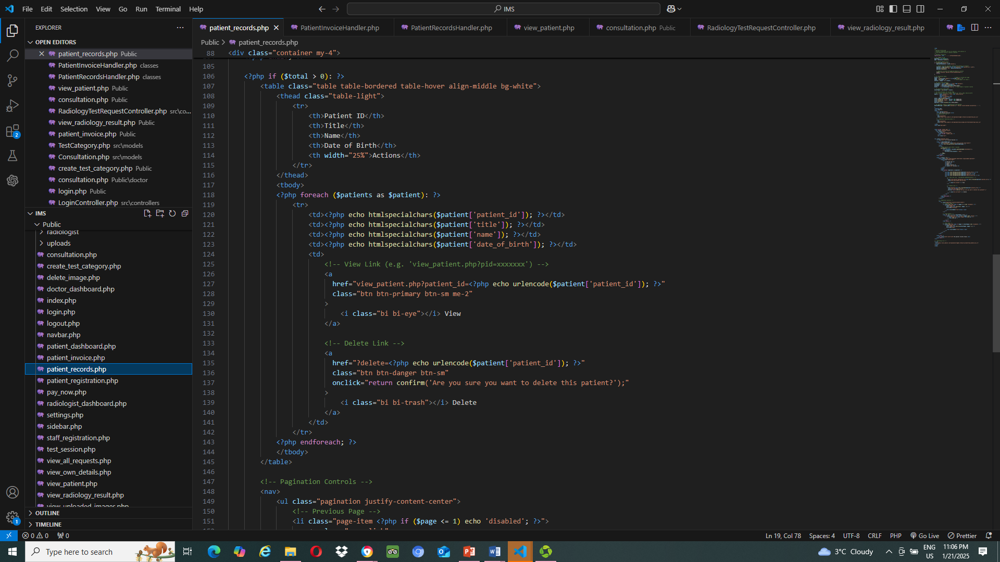 File Edit Selection View Go Run Terminal Help
IMS
EXPLORER
OPEN EDITORS
patient_records.php Public
PatientInvoiceHandler.php classes
PatientRecordsHandler.php classes
view_patient.php Public
consultation.php Public
RadiologyTestRequestController.php src\co...
view_radiology_result.php Public
patient_invoice.php Public
TestCategory.php src\models
Consultation.php src\models
create_test_category.php Public
consultation.php Public\doctor
login.php Public
LoginController.php src\controllers
IMS
Public
radiologist
uploads
consultation.php
create_test_category.php
delete_image.php
doctor_dashboard.php
index.php
login.php
logout.php
navbar.php
patient_dashboard.php
patient_invoice.php
patient_records.php
patient_registration.php
pay_now.php
radiologist_dashboard.php
settings.php
sidebar.php
staff_registration.php
test_session.php
view_all_requests.php
view_own_details.php
view_patient.php
view_radiology_result.php
view_uploaded_images.php
OUTLINE
TIMELINE
2
1
patient_records.php PatientInvoiceHandler.php PatientRecordsHandler.php view_patient.php consultation.php Public RadiologyTestRequestController.php view_radiology_result.php
Public > patient_records.php
88 <div class="container my-4">
105
106 <?php if ($total > 0): ?>
107 <table class="table table-bordered table-hover align-middle bg-white">
108 <thead class="table-light">
109 <tr>
110 <th>Patient ID</th>
111 <th>Title</th>
112 <th>Name</th>
113 <th>Date of Birth</th>
114 <th width="25%">Actions</th>
115 </tr>
116 </thead>
117 <tbody>
118 <?php foreach ($patients as $patient): ?>
119 <tr>
120 <td><?php echo htmlspecialchars($patient['patient_id']); ?></td>
121 <td><?php echo htmlspecialchars($patient['title']); ?></td>
122 <td><?php echo htmlspecialchars($patient['name']); ?></td>
123 <td><?php echo htmlspecialchars($patient['date_of_birth']); ?></td>
124 <td>
125 <!-- View Link (e.g. 'view_patient.php?pid=xxxxxxx') -->
126 <a
127 href="view_patient.php?patient_id=<?php echo urlencode($patient['patient_id']); ?>"
128 class="btn btn-primary btn-sm me-2"
129 >
130 <i class="bi bi-eye"></i> View
131 </a>
132
133 <!-- Delete Link -->
134 <a
135 href="?delete=<?php echo urlencode($patient['patient_id']); ?>"
136 class="btn btn-danger btn-sm"
137 onclick="return confirm('Are you sure you want to delete this patient?');"
138 >
139 <i class="bi bi-trash"></i> Delete
140 </a>
141 </td>
142 </tr>
143 <?php endforeach; ?>
144 </tbody>
145 </table>
146
147 <!-- Pagination Controls -->
148 <nav>
149 <ul class="pagination justify-content-center">
150 <!-- Previous Page -->
151 <li class="page-item <?php if ($page <= 1) echo 'disabled'; ?>">
0 0 0 Ln 19, Col 78 Spaces: 4 UTF-8 CRLF PHP Go Live Prettier
Type here to search
3°C Cloudy
ENG
US
11:06 PM
1/21/2025